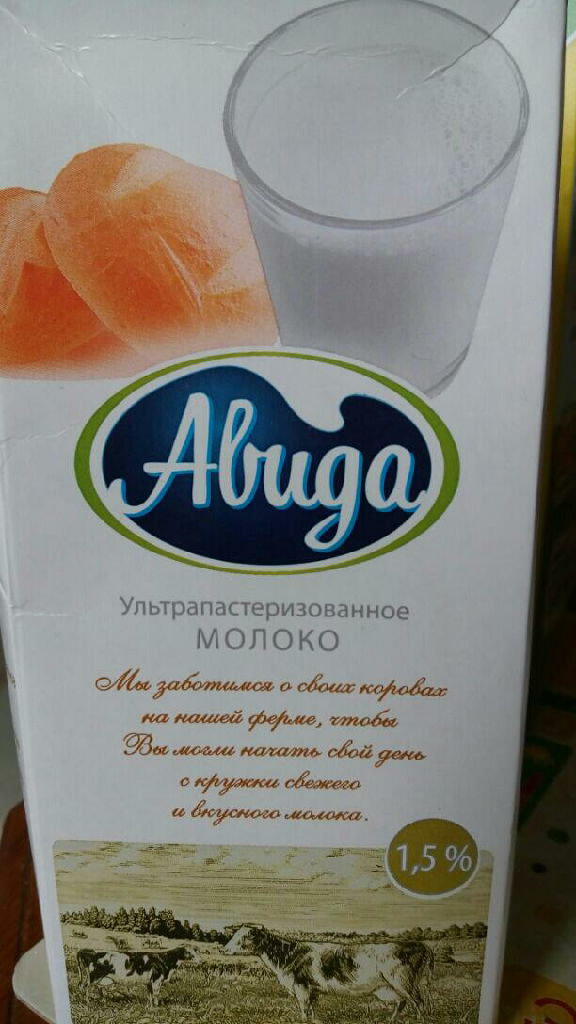 Авида
Ультрапастеризованное
МОЛОКО
Мы заботимся о своих коровах
на нашей ферме, чтобы
Вы могли начать свой день
с кружки свежего
и вкусного молока.
1,5 %